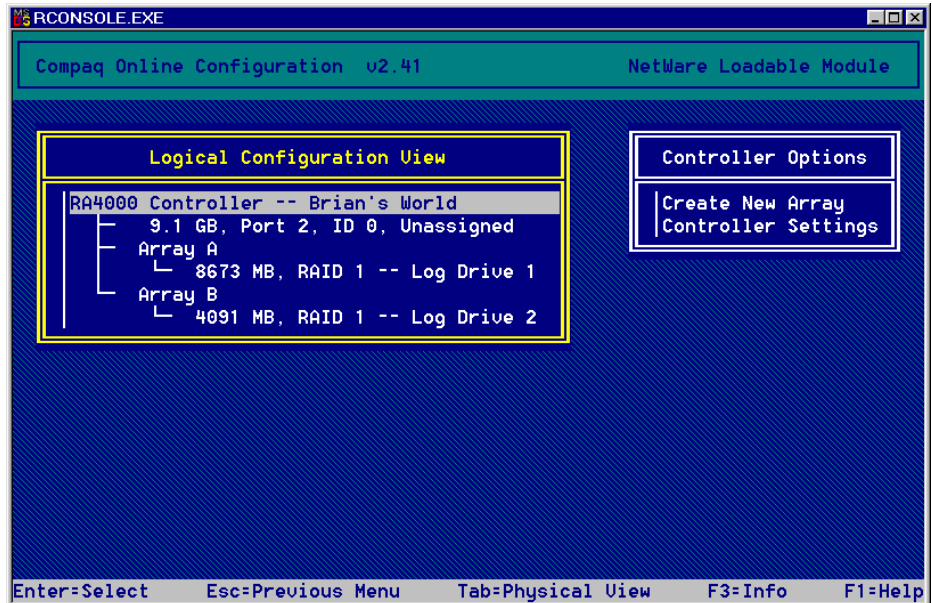 RCONSOLE.EXE
Compaq Online Configuration v2.41 NetWare Loadable Module
Logical Configuration View
RA4000 Controller -- Brian's World
9.1 GB, Port 2, ID 0, Unassigned
Array A
8673 MB, RAID 1 -- Log Drive 1
Array B
4091 MB, RAID 1 -- Log Drive 2
Controller Options
Create New Array
Controller Settings
Enter=Select Esc=Previous Menu Tab=Physical View F3=Info F1=Help